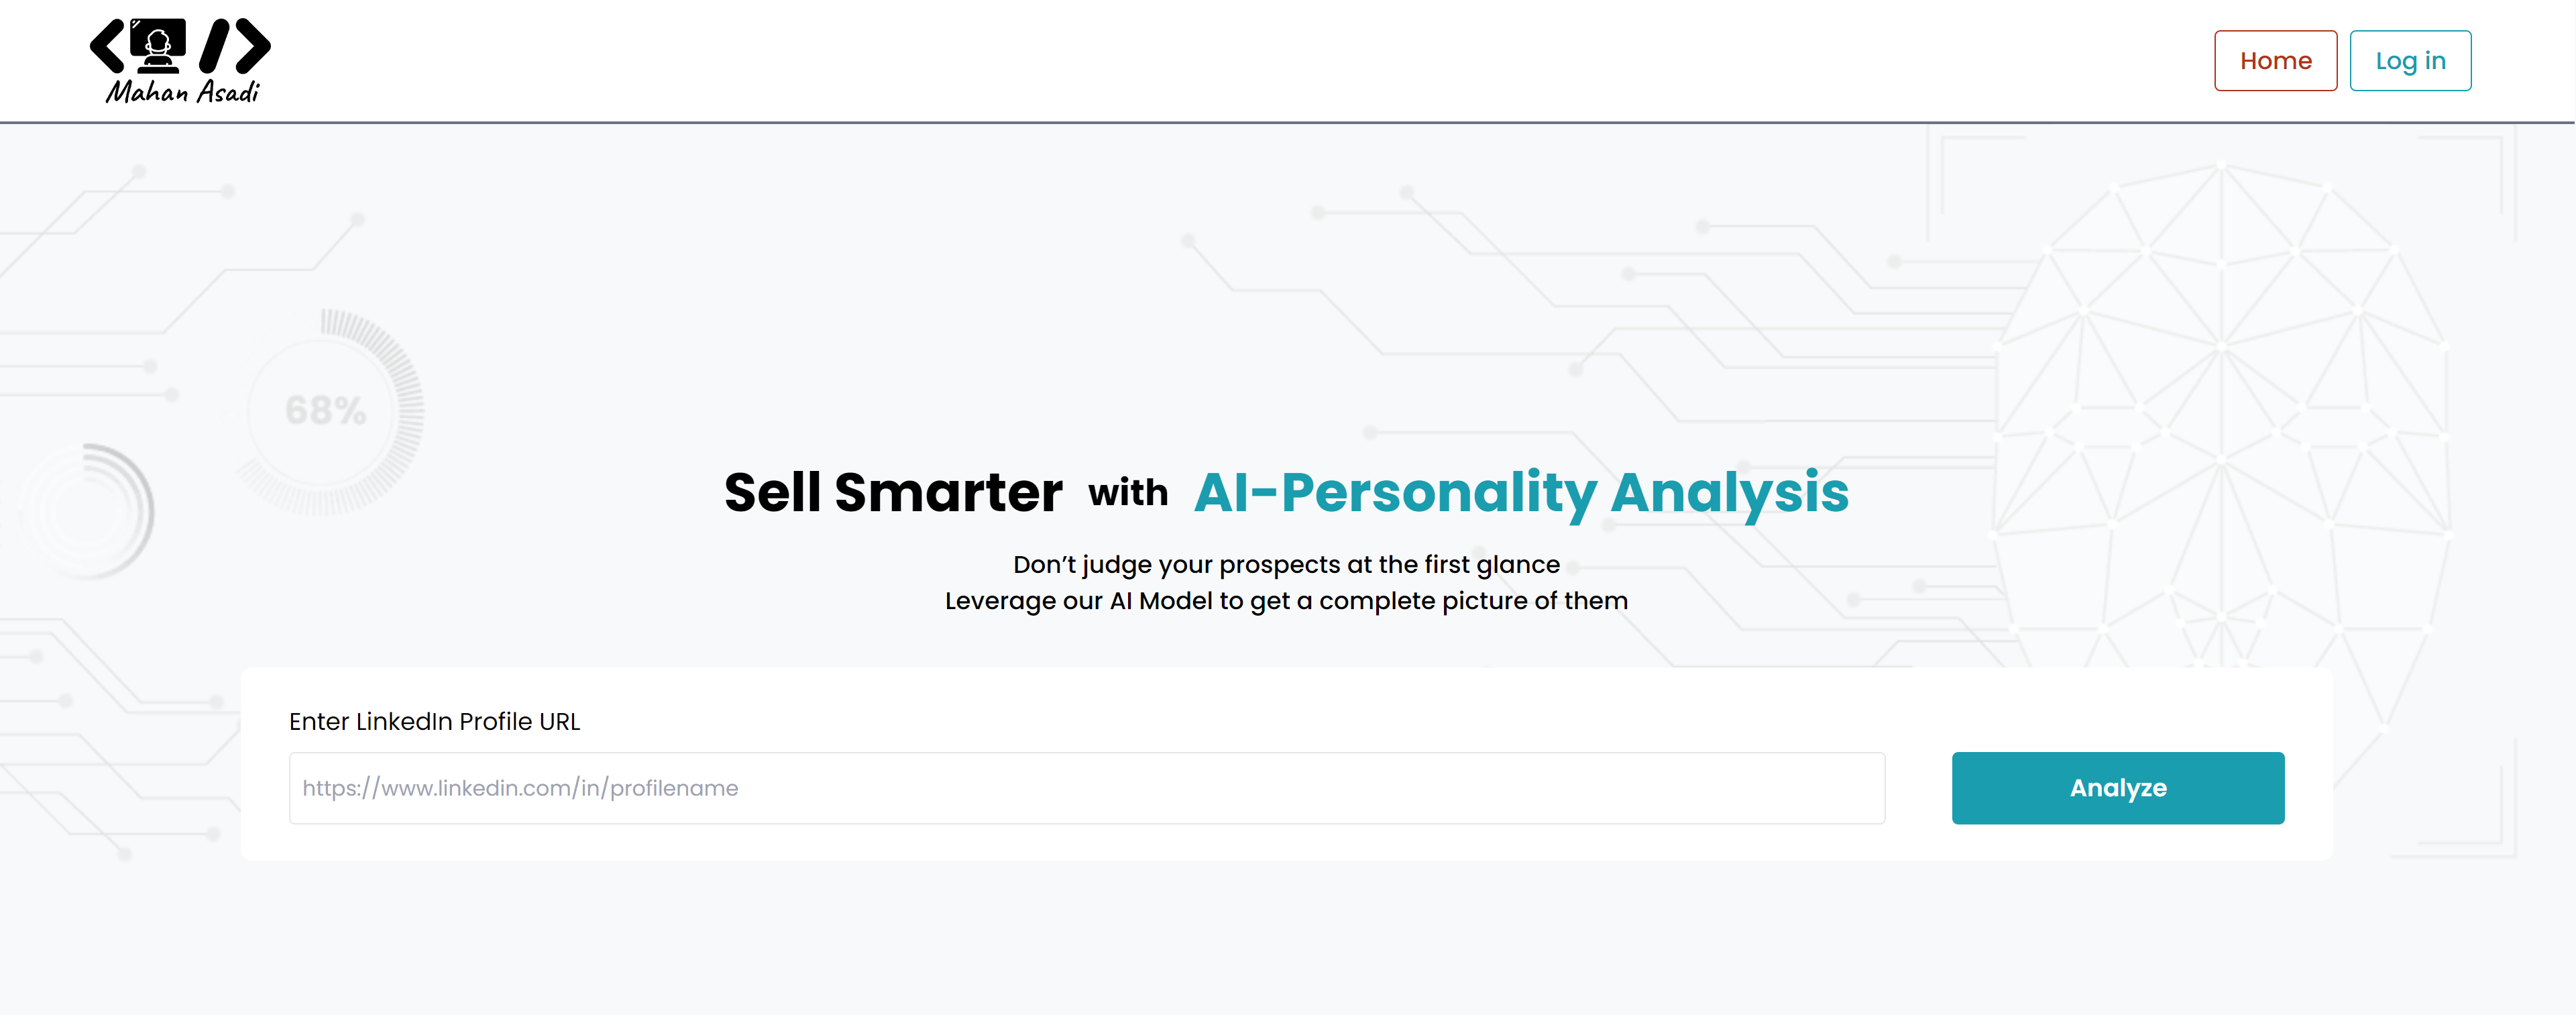 Mahan Asadi
Home
Log in
68%
Sell Smarter with AI-Personality Analysis
Don’t judge your prospects at the first glance
Leverage our AI Model to get a complete picture of them
Enter LinkedIn Profile URL
https://www.linkedin.com/in/profilename
Analyze